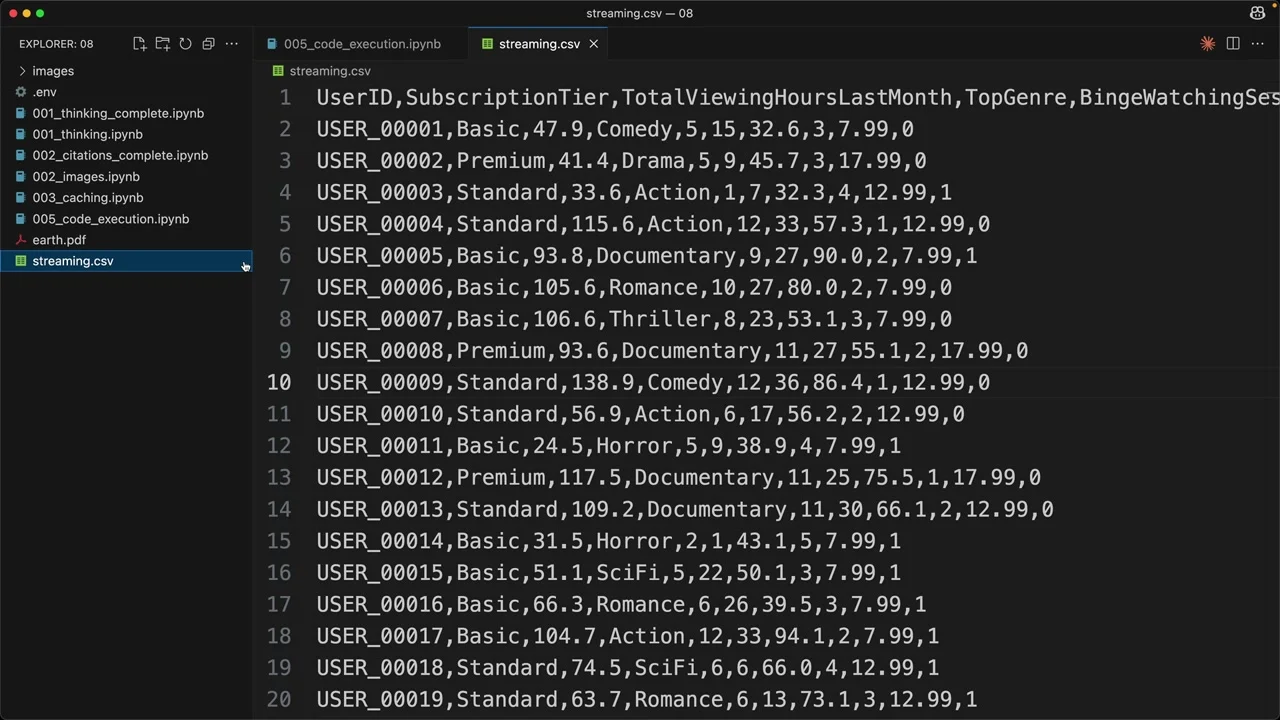 streaming.csv — 08
EXPLORER: 08
images
.env
001_thinking_complete.ipynb
001_thinking.ipynb
002_citations_complete.ipynb
002_images.ipynb
003_caching.ipynb
005_code_execution.ipynb
earth.pdf
streaming.csv
005_code_execution.ipynb
streaming.csv
streaming.csv
1 UserID,SubscriptionTier,TotalViewingHoursLastMonth,TopGenre,BingeWatchingSes
2 USER_00001,Basic,47.9,Comedy,5,15,32.6,3,7.99,0
3 USER_00002,Premium,41.4,Drama,5,9,45.7,3,17.99,0
4 USER_00003,Standard,33.6,Action,1,7,32.3,4,12.99,1
5 USER_00004,Standard,115.6,Action,12,33,57.3,1,12.99,0
6 USER_00005,Basic,93.8,Documentary,9,27,90.0,2,7.99,1
7 USER_00006,Basic,105.6,Romance,10,27,80.0,2,7.99,0
8 USER_00007,Basic,106.6,Thriller,8,23,53.1,3,7.99,0
9 USER_00008,Premium,93.6,Documentary,11,27,55.1,2,17.99,0
10 USER_00009,Standard,138.9,Comedy,12,36,86.4,1,12.99,0
11 USER_00010,Standard,56.9,Action,6,17,56.2,2,12.99,0
12 USER_00011,Basic,24.5,Horror,5,9,38.9,4,7.99,1
13 USER_00012,Premium,117.5,Documentary,11,25,75.5,1,17.99,0
14 USER_00013,Standard,109.2,Documentary,11,30,66.1,2,12.99,0
15 USER_00014,Basic,31.5,Horror,2,1,43.1,5,7.99,1
16 USER_00015,Basic,51.1,SciFi,5,22,50.1,3,7.99,1
17 USER_00016,Basic,66.3,Romance,6,26,39.5,3,7.99,1
18 USER_00017,Basic,104.7,Action,12,33,94.1,2,7.99,1
19 USER_00018,Standard,74.5,SciFi,6,6,66.0,4,12.99,1
20 USER_00019,Standard,63.7,Romance,6,13,73.1,3,12.99,1